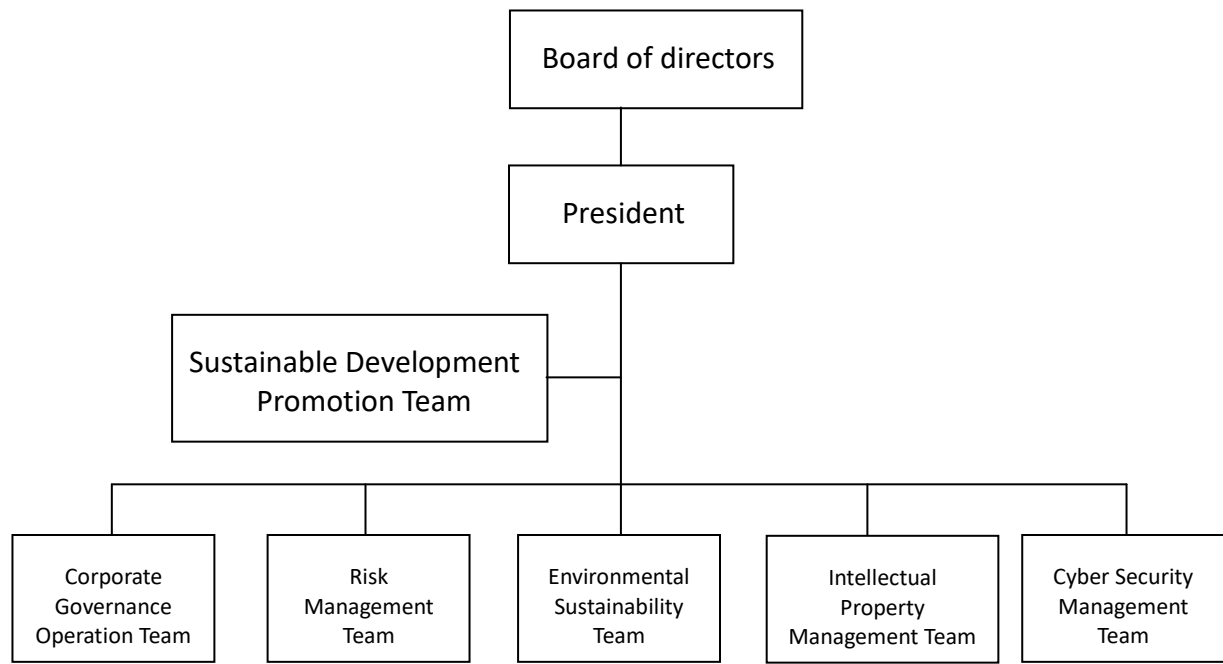 Board of directors
President
Sustainable Development
Promotion Team
Corporate
Governance
Operation Team
Risk
Management
Team
Environmental
Sustainability
Team
Intellectual
Property
Management Team
Cyber Security
Management
Team